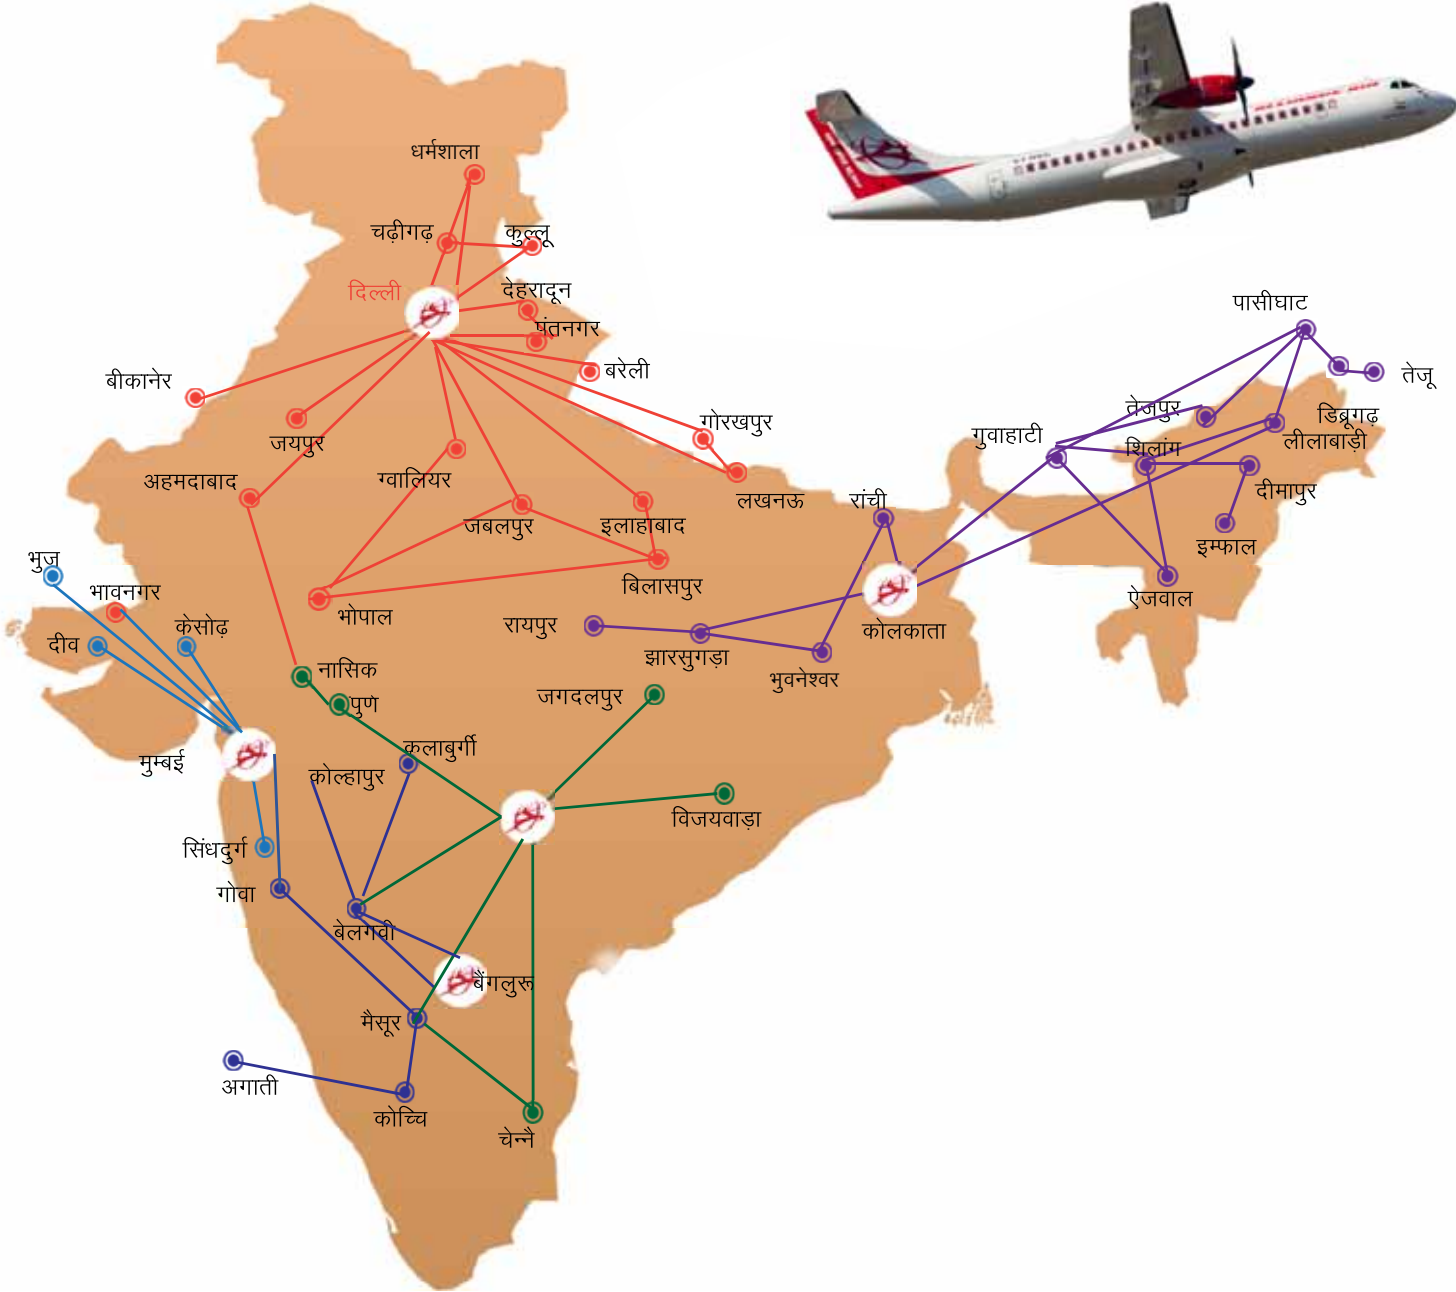 धर्मशाला
चढ़ीगढ़
कुल्लू
दिल्ली
देहरादून
पंतनगर
बरेली
बीकानेर
जयपुर
गोरखपुर
अहमदाबाद
ग्वालियर
लखनऊ
जबलपुर
इलाहाबाद
बिलासपुर
भोपाल
पासीघाट
तेजू
तेजपुर
डिब्रूगढ़
गुवाहाटी
शिलांग
लीलाबाड़ी
दीमापुर
इम्फाल
ऐजवाल
रांची
कोलकाता
रायपुर
झारसुगड़ा
भुवनेश्वर
भुज
भावनगर
केसोढ़
दीव
नासिक
पुणे
जगदलपुर
मुम्बई
कलाबुर्गी
कोल्हापुर
विजयवाड़ा
सिंधदुर्ग
गोवा
बेलगवी
बैंगलुरू
मैसूर
अगाती
कोच्चि
चेन्नै